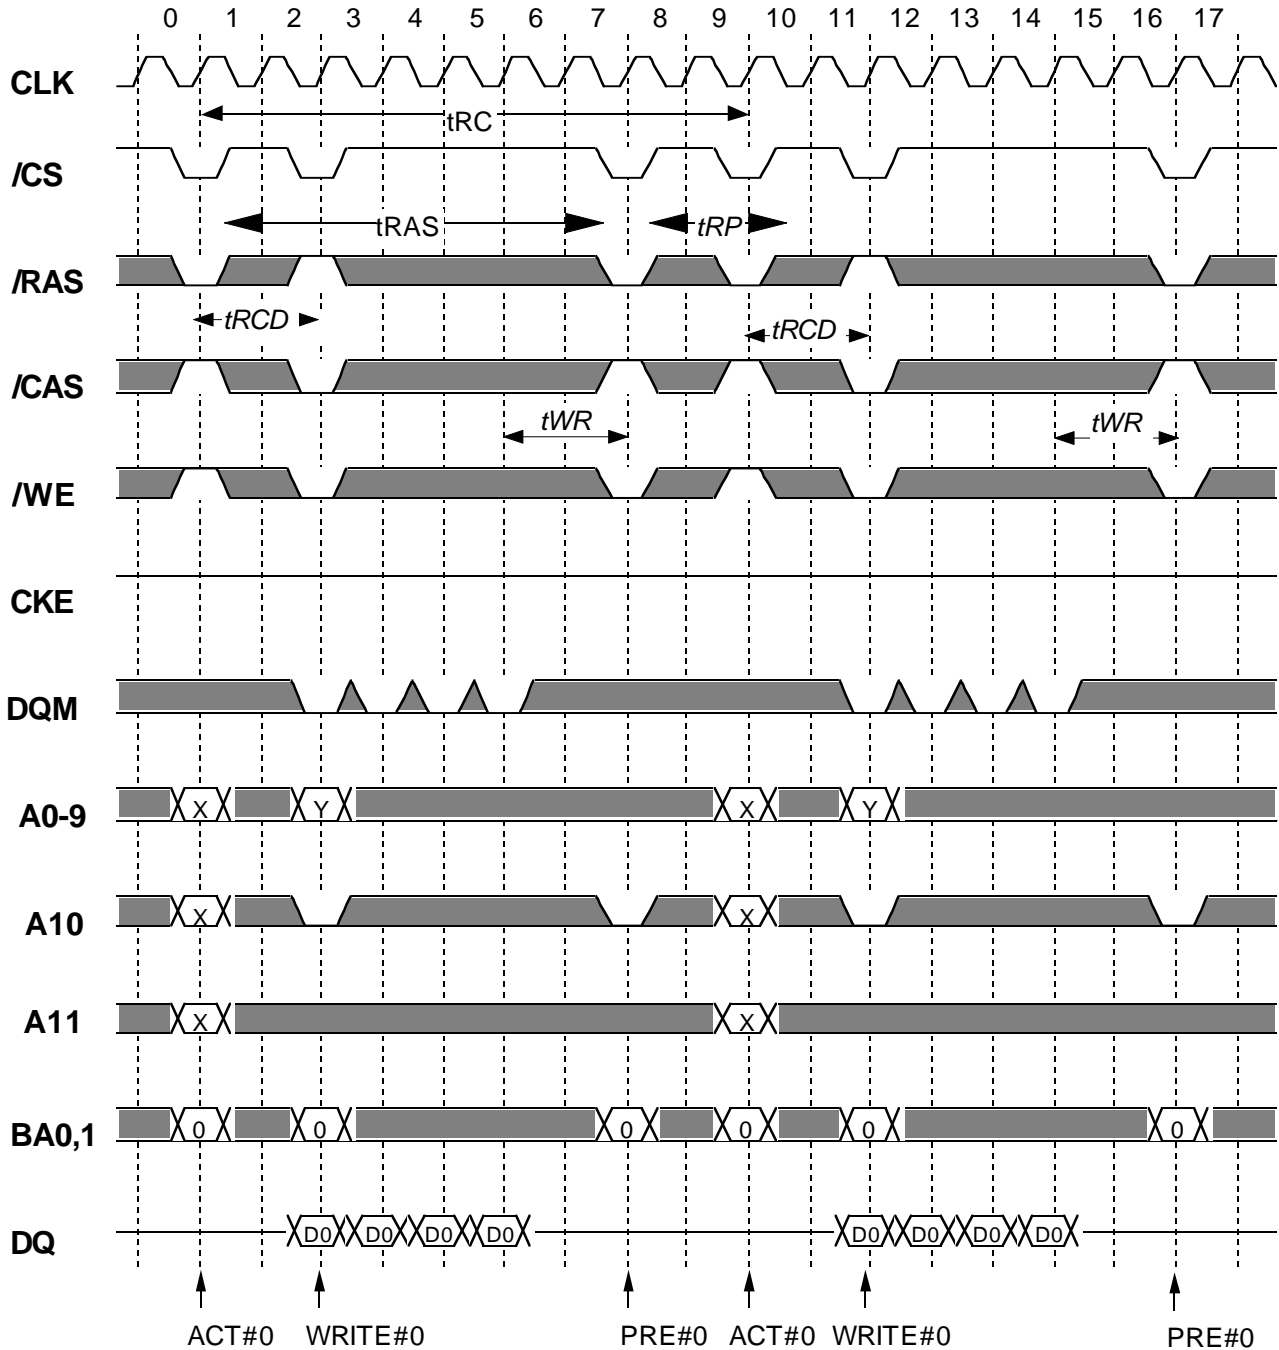 0 1 2 3 4 5 6 7 8 9 10 11 12 13 14 15 16 17
CLK
tRC
/CS
tRAS tRP
/RAS
tRCD tRCD
/CAS
tWR tWR
/WE
CKE
DQM
A0-9 X Y X Y
A10 X X
A11 X X
BA0,1 0 0 0 0 0 0
DQ D0 D0 D0 D0 D0 D0 D0 D0
ACT#0 WRITE#0 PRE#0 ACT#0 WRITE#0 PRE#0